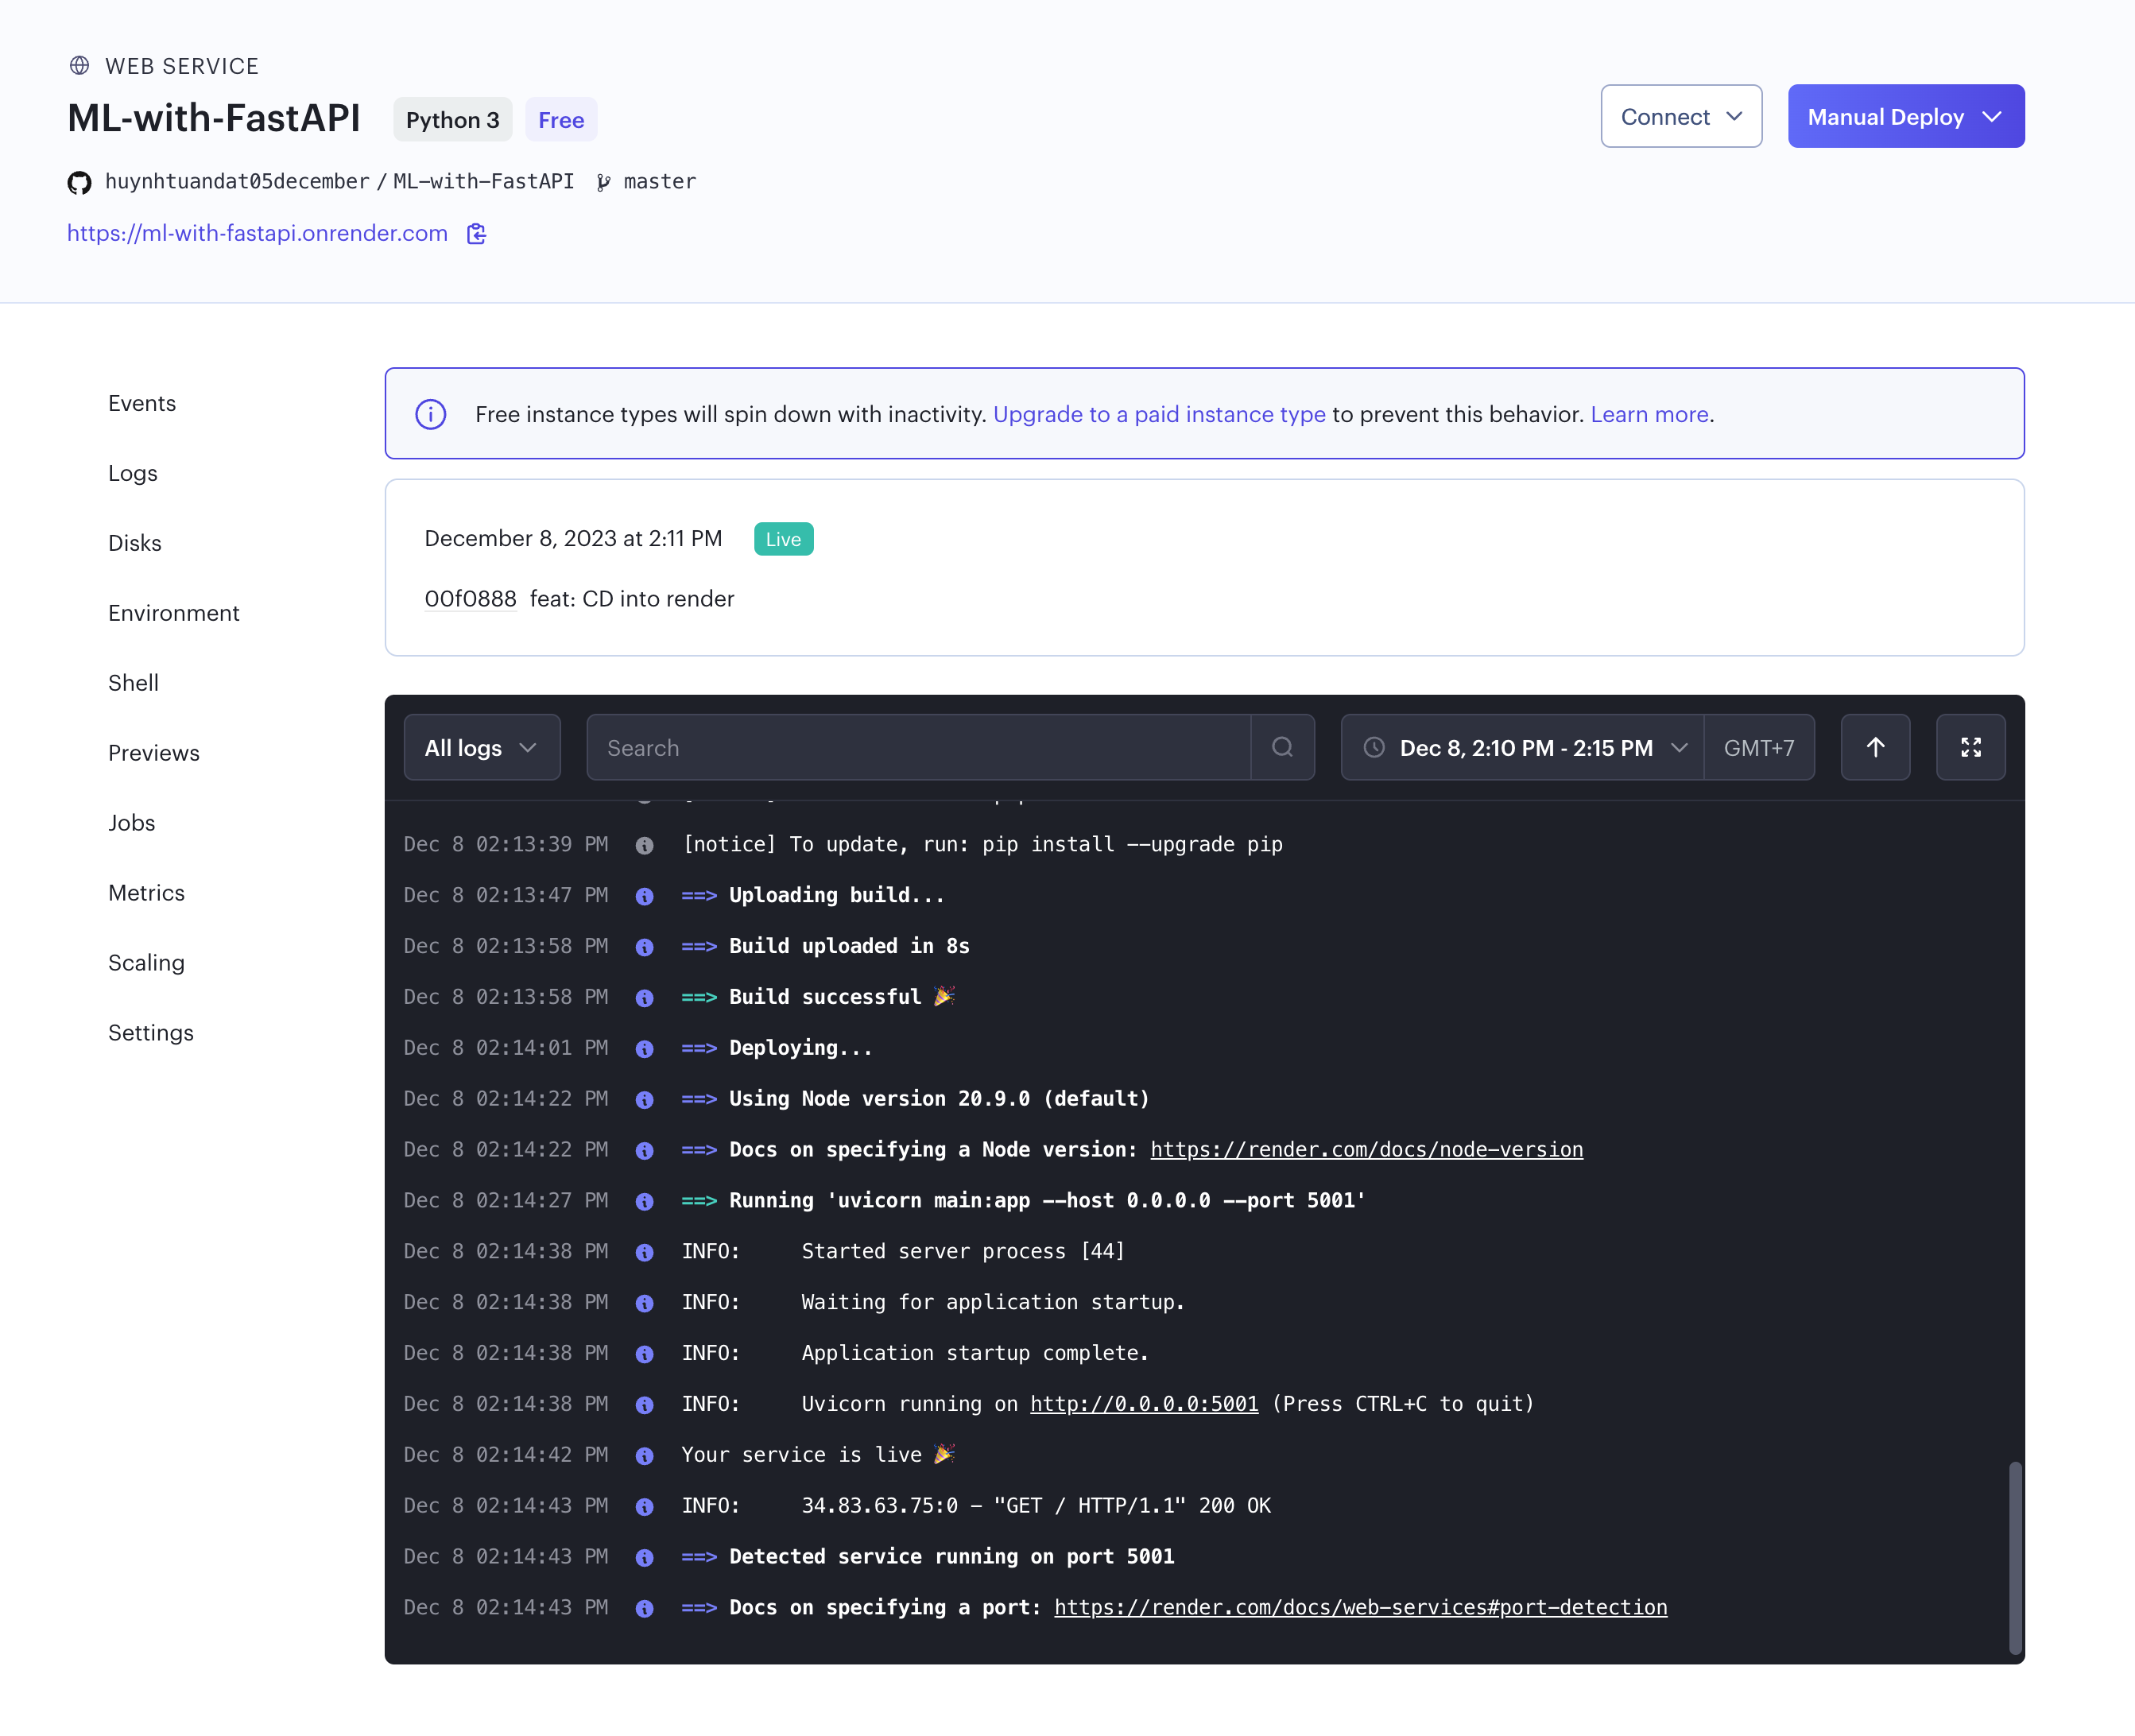 WEB SERVICE
ML-with-FastAPI Python 3 Free
Connect Manual Deploy
huynhtuandat05december / ML-with-FastAPI master
https://ml-with-fastapi.onrender.com
Events
Logs
Disks
Environment
Shell
Previews
Jobs
Metrics
Scaling
Settings
Free instance types will spin down with inactivity. Upgrade to a paid instance type to prevent this behavior. Learn more.
December 8, 2023 at 2:11 PM Live
00f0888 feat: CD into render
All logs Search Dec 8, 2:10 PM - 2:15 PM GMT+7
Dec 8 02:13:39 PM [notice] To update, run: pip install --upgrade pip
Dec 8 02:13:47 PM ==> Uploading build...
Dec 8 02:13:58 PM ==> Build uploaded in 8s
Dec 8 02:13:58 PM ==> Build successful 🎉
Dec 8 02:14:01 PM ==> Deploying...
Dec 8 02:14:22 PM ==> Using Node version 20.9.0 (default)
Dec 8 02:14:22 PM ==> Docs on specifying a Node version: https://render.com/docs/node-version
Dec 8 02:14:27 PM ==> Running 'uvicorn main:app --host 0.0.0.0 --port 5001'
Dec 8 02:14:38 PM INFO: Started server process [44]
Dec 8 02:14:38 PM INFO: Waiting for application startup.
Dec 8 02:14:38 PM INFO: Application startup complete.
Dec 8 02:14:38 PM INFO: Uvicorn running on http://0.0.0.0:5001 (Press CTRL+C to quit)
Dec 8 02:14:42 PM Your service is live 🎉
Dec 8 02:14:43 PM INFO: 34.83.63.75:0 - "GET / HTTP/1.1" 200 OK
Dec 8 02:14:43 PM ==> Detected service running on port 5001
Dec 8 02:14:43 PM ==> Docs on specifying a port: https://render.com/docs/web-services#port-detection